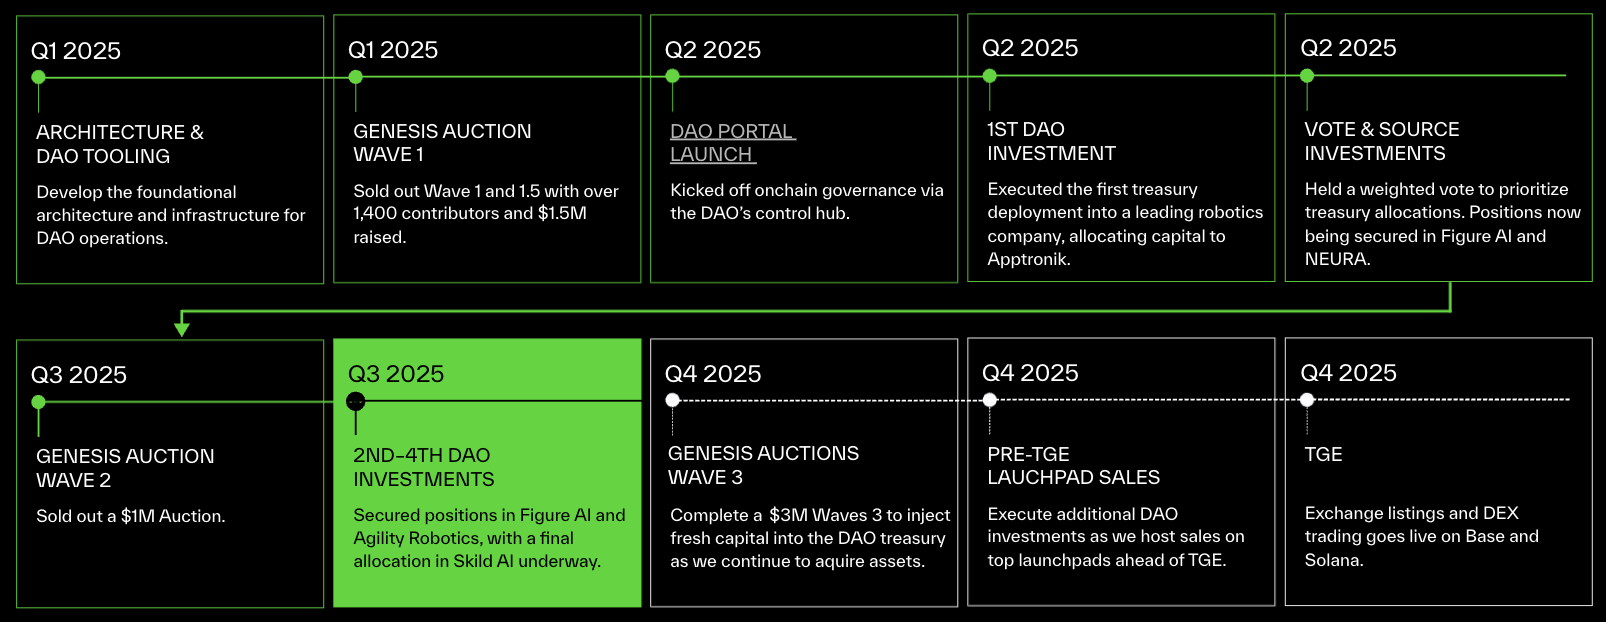 Q1 2025
ARCHITECTURE &
DAO TOOLING
Develop the foundational
architecture and infrastructure for
DAO operations.
Q1 2025
GENESIS AUCTION
WAVE 1
Sold out Wave 1 and 1.5 with over
1,400 contributors and $1.5M
raised.
Q2 2025
DAO PORTAL
LAUNCH
Kicked off onchain governance via
the DAO's control hub.
Q2 2025
1ST DAO
INVESTMENT
Executed the first treasury
deployment into a leading robotics
company, allocating capital to
Apptronik.
Q2 2025
VOTE & SOURCE
INVESTMENTS
Held a weighted vote to prioritize
treasury allocations. Positions now
being secured in Figure AI and
NEURA.
Q3 2025
GENESIS AUCTION
WAVE 2
Sold out a $1M Auction.
Q3 2025
2ND–4TH DAO
INVESTMENTS
Secured positions in Figure AI and
Agility Robotics, with a final
allocation in Skild AI underway.
Q4 2025
GENESIS AUCTIONS
WAVE 3
Complete a $3M Waves 3 to inject
fresh capital into the DAO treasury
as we continue to aquire assets.
Q4 2025
PRE-TGE
LAUCHPAD SALES
Execute additional DAO
investments as we host sales on
top launchpads ahead of TGE.
Q4 2025
TGE
Exchange listings and DEX
trading goes live on Base and
Solana.